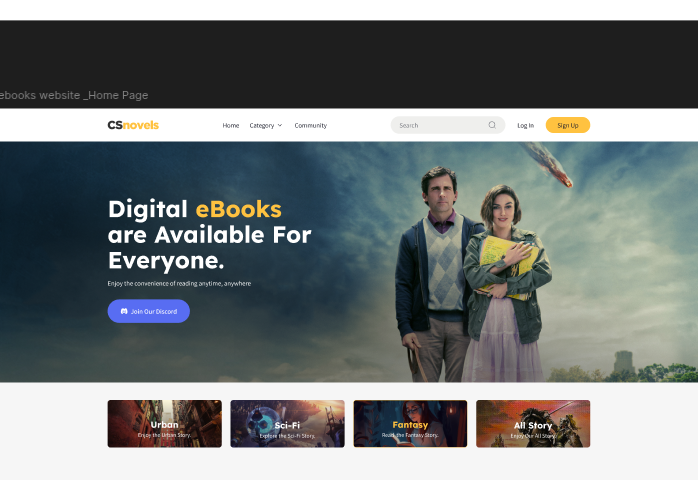 ebooks website _Home Page
CSnovels
Home Category Community
Search
Log In
Sign Up
Digital eBooks
are Available For
Everyone.
Enjoy the convenience of reading anytime, anywhere
Join Our Discord
Urban
Enjoy the Urban Story.
Sci-Fi
Explore the Sci-Fi Story.
Fantasy
Read the Fantasy Story.
All Story
Enjoy Our All Story.